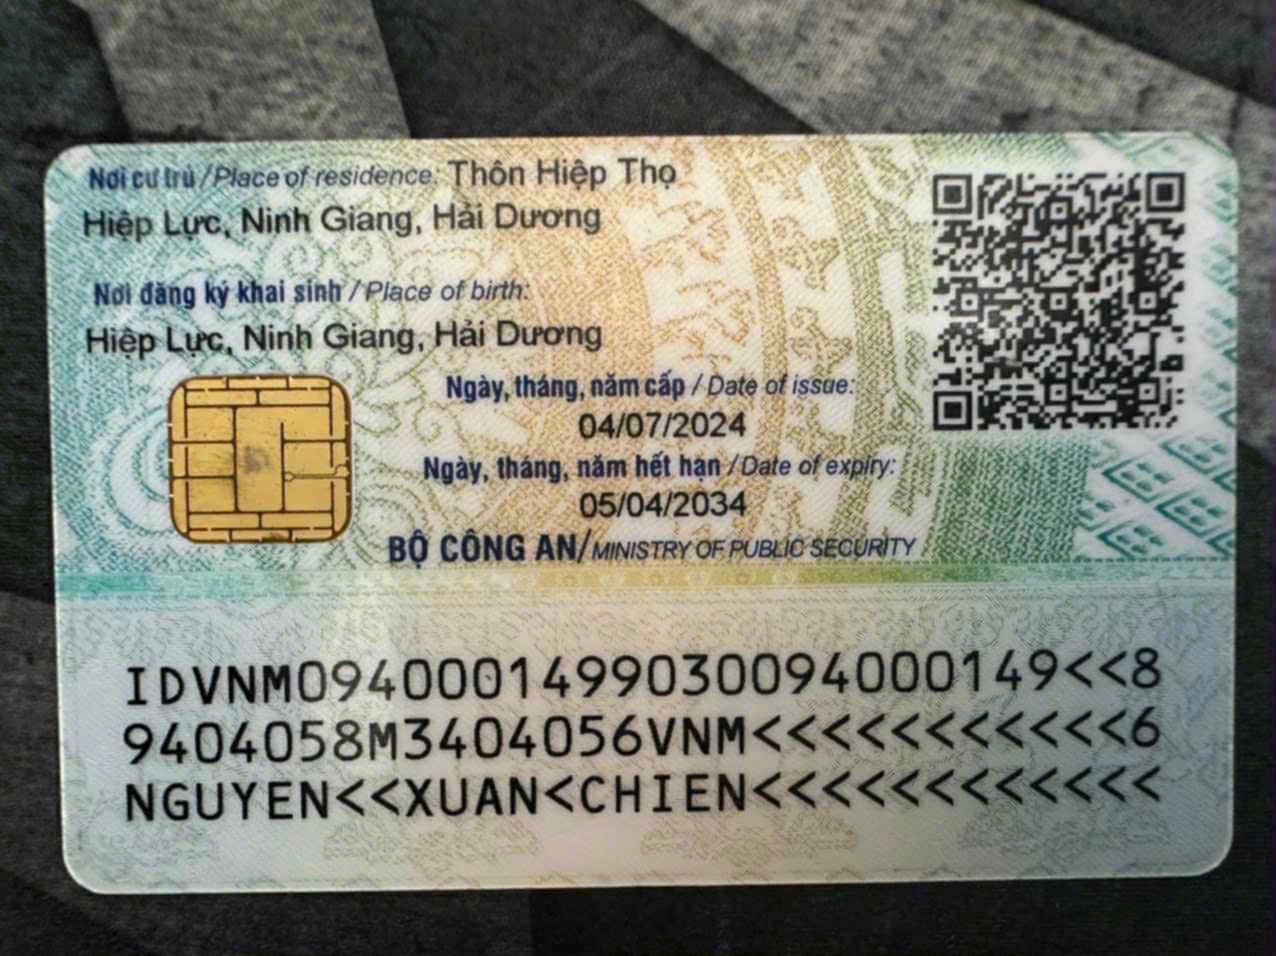 Nơi cư trú / Place of residence: Thôn Hiệp Thọ
Hiệp Lực, Ninh Giang, Hải Dương
Nơi đăng ký khai sinh / Place of birth:
Hiệp Lực, Ninh Giang, Hải Dương
Ngày, tháng, năm cấp / Date of issue:
04/07/2024
Ngày, tháng, năm hết hạn / Date of expiry:
05/04/2034
BỘ CÔNG AN/MINISTRY OF PUBLIC SECURITY
IDVNM0940001499030094000149<<8
9404058M3404056VNM<<<<<<<<<<<6
NGUYEN<<XUAN<CHIEN<<<<<<<<<<<<